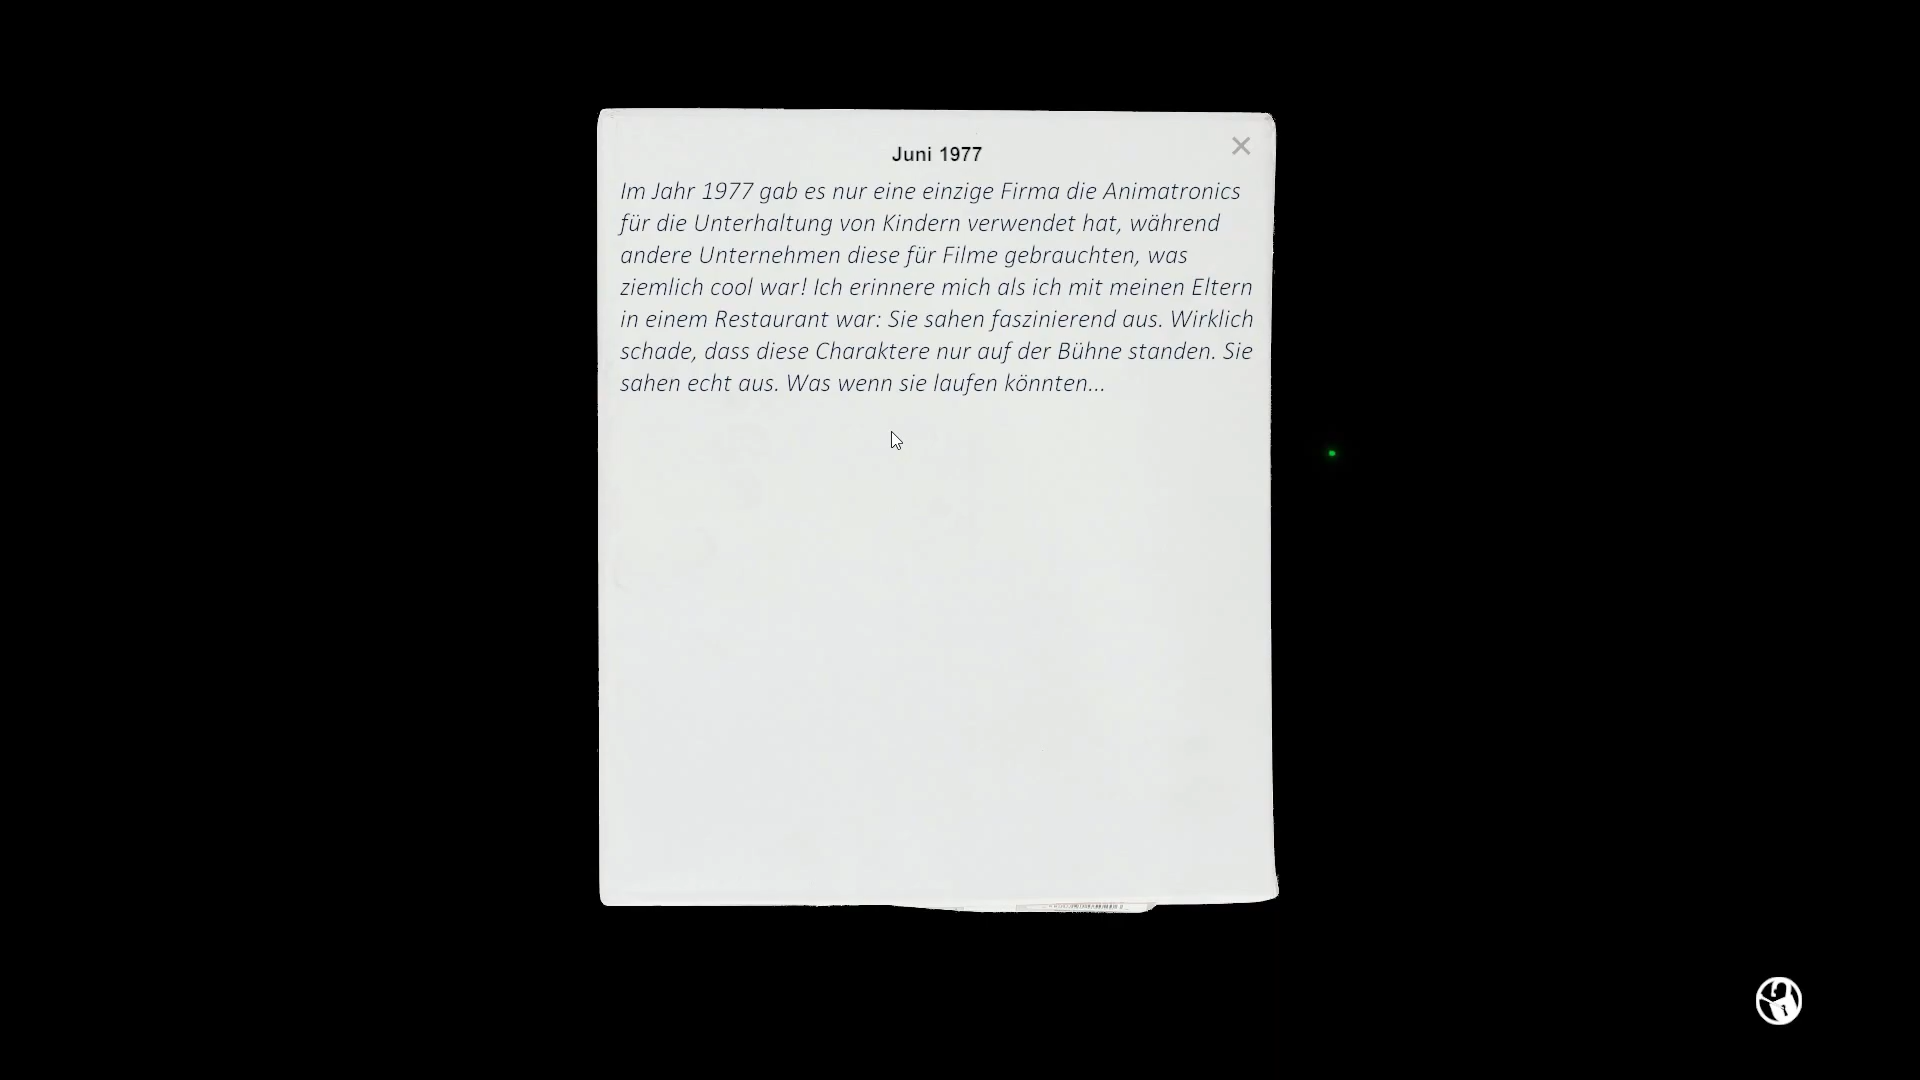 Juni 1977
Im Jahr 1977 gab es nur eine einzige Firma die Animatronics
für die Unterhaltung von Kindern verwendet hat, während
andere Unternehmen diese für Filme gebrauchten, was
ziemlich cool war! Ich erinnere mich als ich mit meinen Eltern
in einem Restaurant war: Sie sahen faszinierend aus. Wirklich
schade, dass diese Charaktere nur auf der Bühne standen. Sie
sahen echt aus. Was wenn sie laufen könnten...